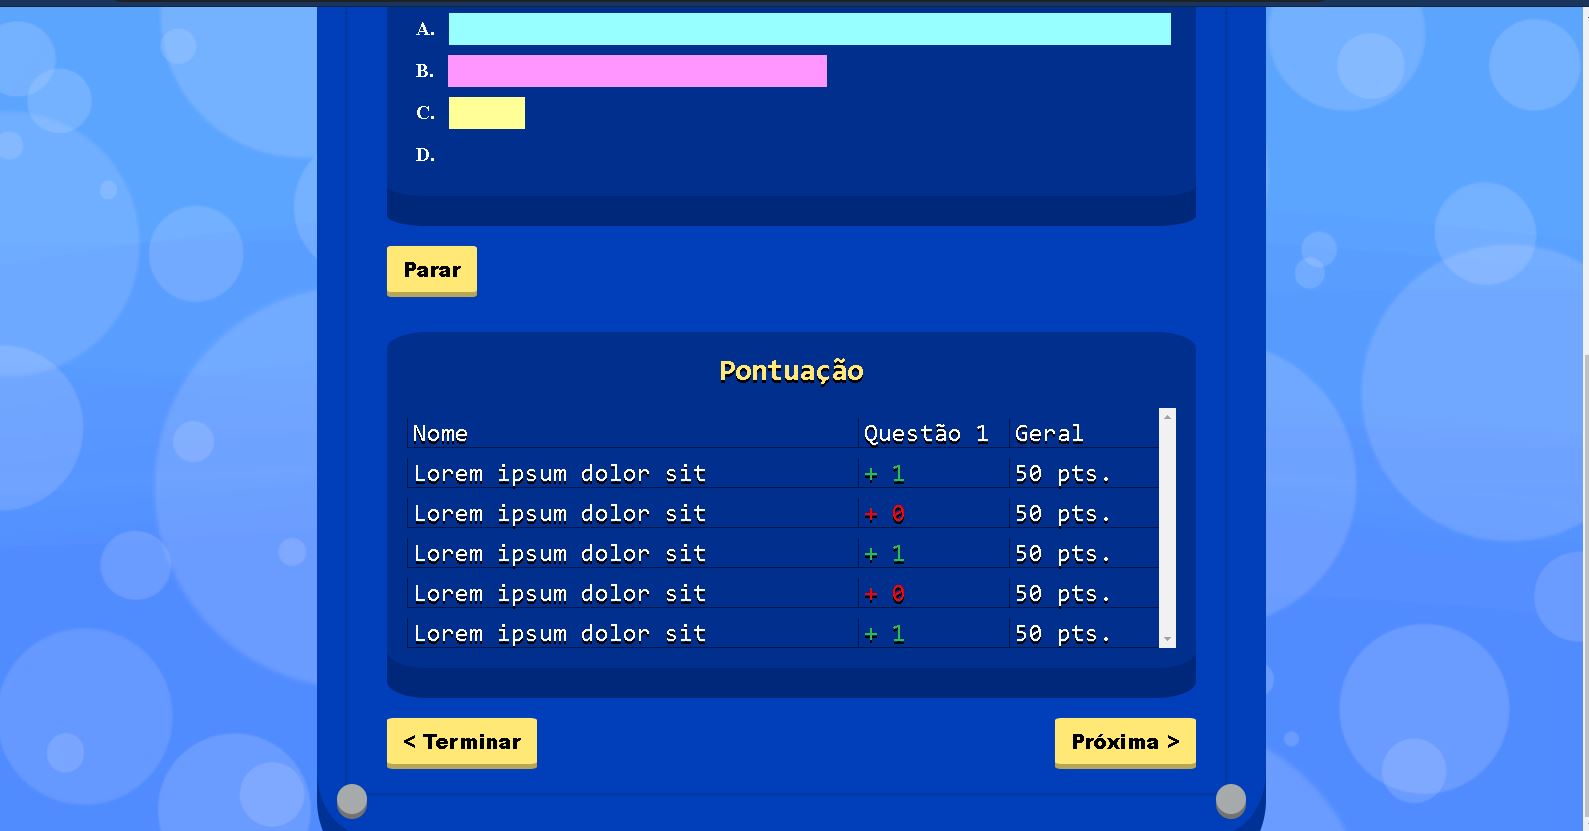 A.
B.
C.
D.
Parar
Pontuação
Nome Questão 1 Geral
Lorem ipsum dolor sit + 1 50 pts.
Lorem ipsum dolor sit + 0 50 pts.
Lorem ipsum dolor sit + 1 50 pts.
Lorem ipsum dolor sit + 0 50 pts.
Lorem ipsum dolor sit + 1 50 pts.
< Terminar Próxima >